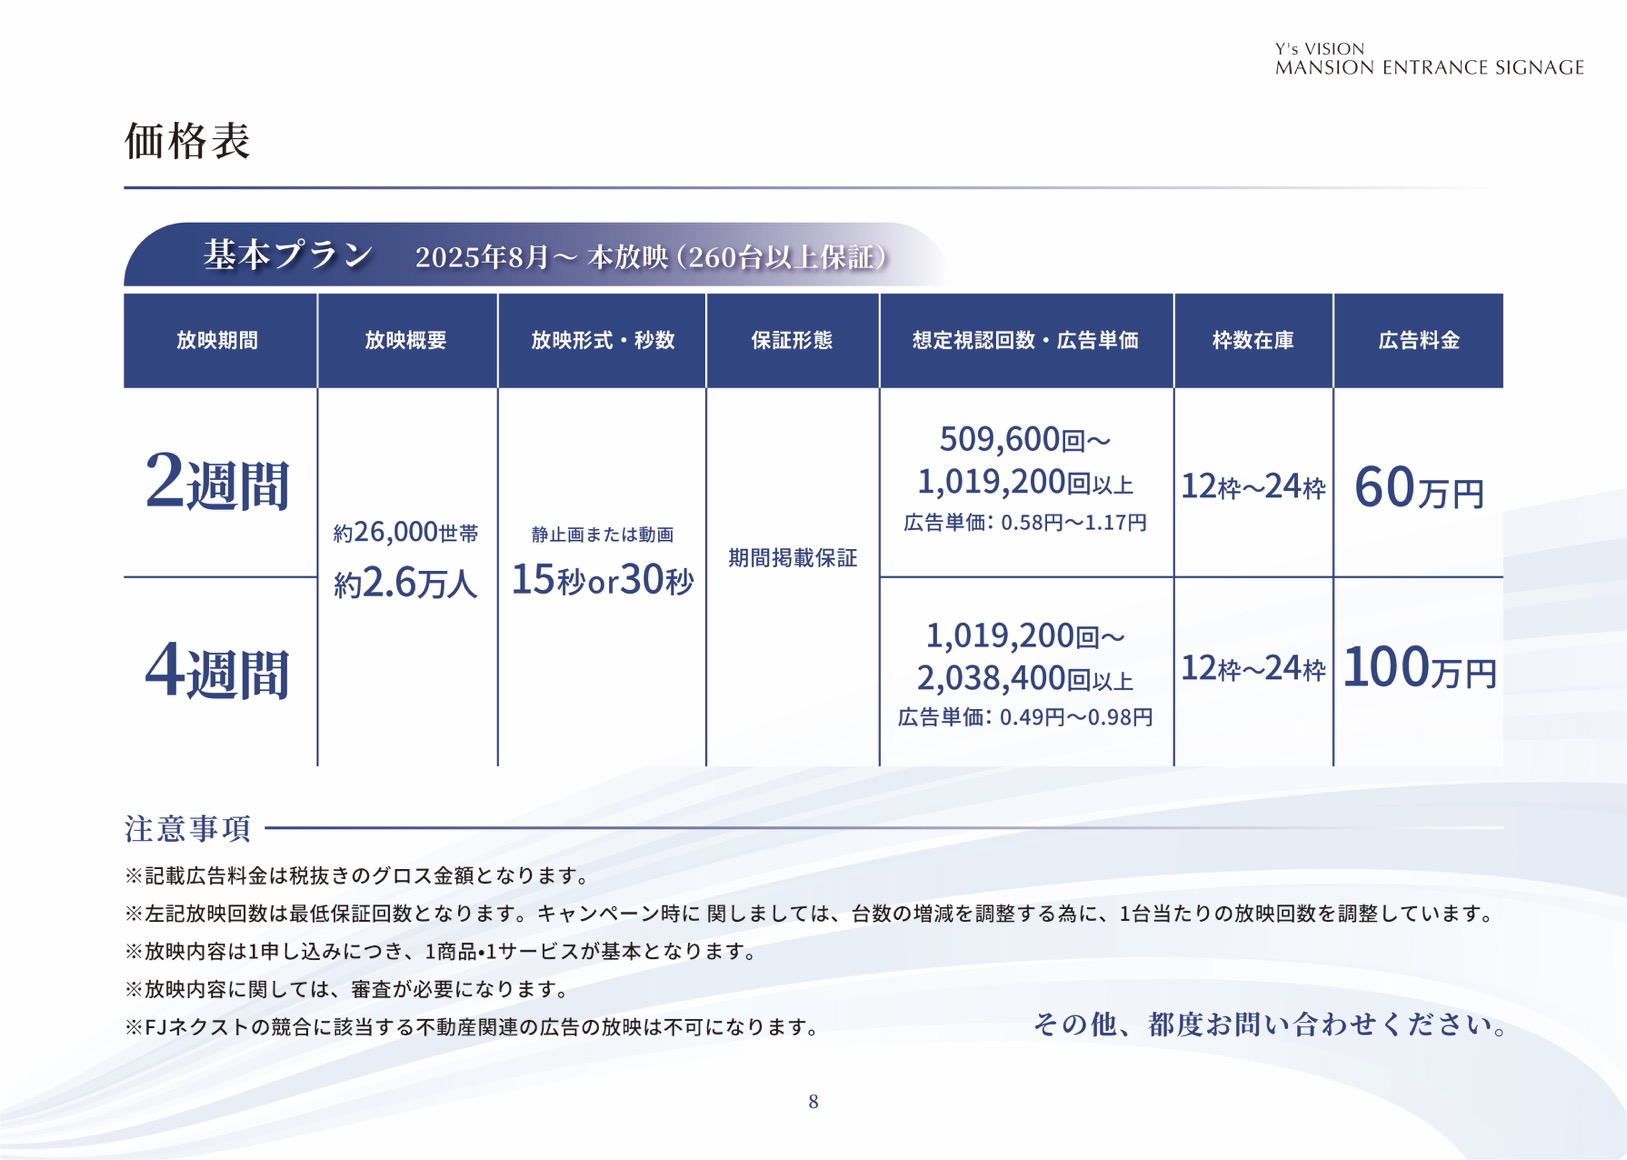 Y's VISION
MANSION ENTRANCE SIGNAGE
価格表
基本プラン 2025年8月～ 本放映（260台以上保証）
放映期間 放映概要 放映形式・秒数 保証形態 想定視認回数・広告単価 枠数在庫 広告料金
2週間
約26,000世帯
約2.6万人
静止画または動画
15秒or30秒
期間掲載保証
509,600回～
1,019,200回以上
広告単価：0.58円～1.17円
12枠～24枠
60万円
4週間
1,019,200回～
2,038,400回以上
広告単価：0.49円～0.98円
12枠～24枠
100万円
注意事項
※記載広告料金は税抜きのグロス金額となります。
※左記放映回数は最低保証回数となります。キャンペーン時に 関しましては、台数の増減を調整する為に、1台当たりの放映回数を調整しています。
※放映内容は1申し込みにつき、1商品•1サービスが基本となります。
※放映内容に関しては、審査が必要になります。
※FJネクストの競合に該当する不動産関連の広告の放映は不可になります。
その他、都度お問い合わせください。
8